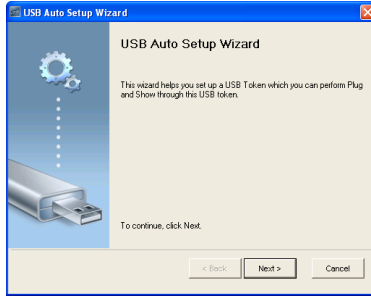 USB Auto Setup Wizard
USB Auto Setup Wizard
This wizard helps you set up a USB Token which you can perform Plug
and Show through this USB token.
To continue, click Next.
< Back
Next >
Cancel